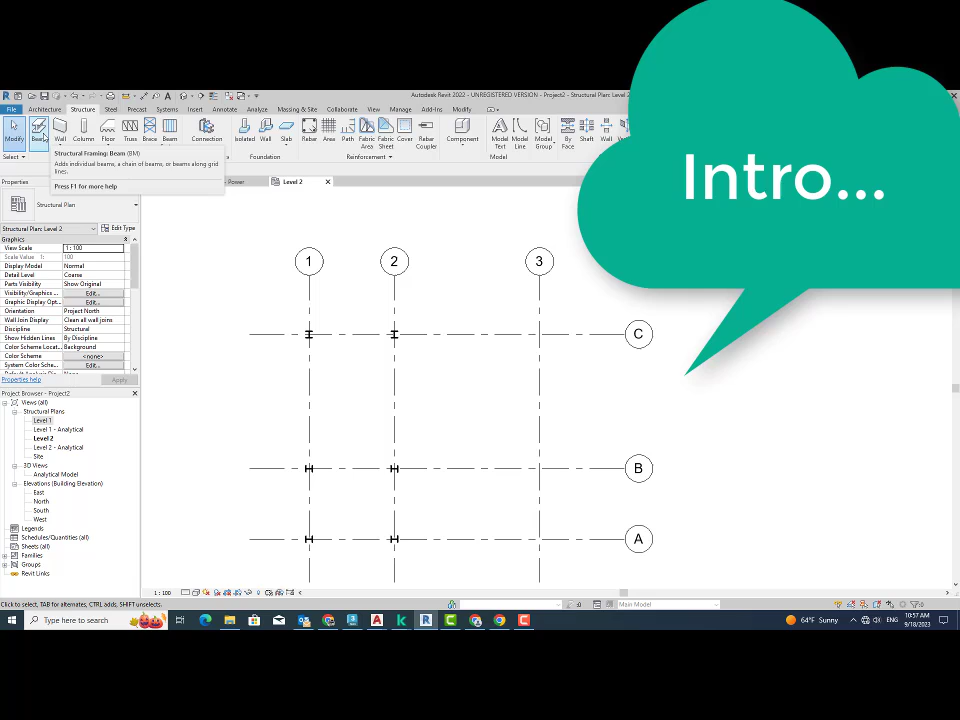 Intro...
Autodesk Revit 2022 - UNREGISTERED VERSION - Project2 - Structural Plan: Level 2
File Architecture Structure Steel Precast Systems Insert Annotate Analyze Massing & Site Collaborate View Manage Add-Ins Modify
Modify Beam Wall Column Floor Truss Brace Beam Connection Isolated Wall Slab Rebar Area Path Fabric Area Fabric Sheet Cover Rebar Coupler Component Model Text Model Line Model Group By Face Shaft Wall Vertical Dormer
Select Foundation Reinforcement Model
Structural Framing: Beam (BM)
Adds individual beams, a chain of beams, or beams along grid
lines.
Press F1 for more help
Properties
Power
Level 2
Structural Plan
Structural Plan: Level 2 Edit Type
Graphics
View Scale 1 : 100
Scale Value 1: 100
Display Model Normal
Detail Level Coarse
Parts Visibility Show Original
Visibility/Graphics ... Edit...
Graphic Display Opt... Edit...
Orientation Project North
Wall Join Display Clean all wall joins
Discipline Structural
Show Hidden Lines By Discipline
Color Scheme Locat... Background
Color Scheme <none>
System Color Sche... Edit...
Properties help Apply
Project Browser - Project2
Views (all)
Structural Plans
Level 1
Level 1 - Analytical
Level 2
Level 2 - Analytical
Site
3D Views
Analytical Model
Elevations (Building Elevation)
East
North
South
West
Legends
Schedules/Quantities (all)
Sheets (all)
Families
Groups
Revit Links
1 2 3
C
B
A
1 : 100
Click to select, TAB for alternates, CTRL adds, SHIFT unselects.
:0
Main Model
:0
Type here to search
64°F Sunny
ENG
10:57 AM
9/18/2023